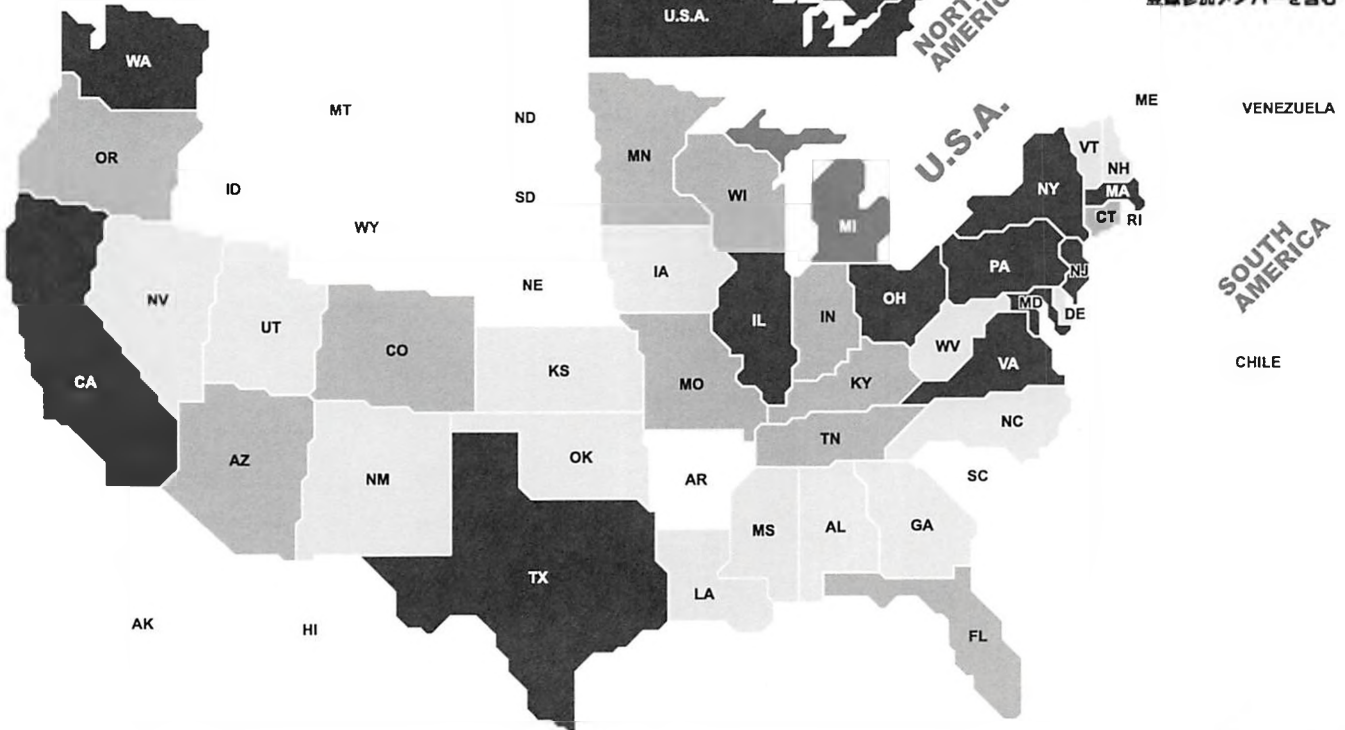 U.S.A.
NORTH
AMERICA
WA
MT
ND
ME
VENEZUELA
U.S.A.
OR
ID
MN
VT
SD
WI
NH
NY
MA
CT
RI
WY
MI
SOUTH
AMERICA
IA
PA
NJ
NE
NV
OH
MD
DE
UT
IL
IN
WV
CO
KS
VA
CHILE
CA
MO
KY
NC
TN
AZ
OK
NM
AR
SC
MS
AL
GA
TX
LA
AK
HI
FL